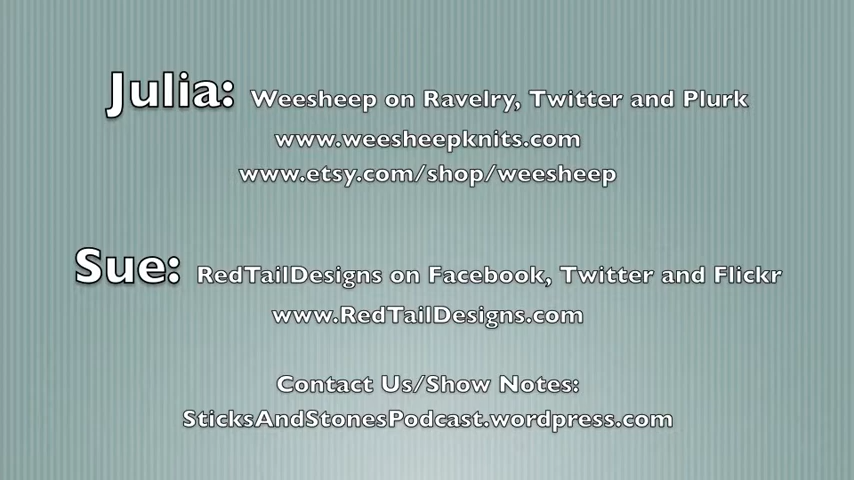 Julia: Weesheep on Ravelry, Twitter and Plurk
www.weesheepknits.com
www.etsy.com/shop/weesheep
Sue: RedTailDesigns on Facebook, Twitter and Flickr
www.RedTailDesigns.com
Contact Us/Show Notes:
SticksAndStonesPodcast.wordpress.com